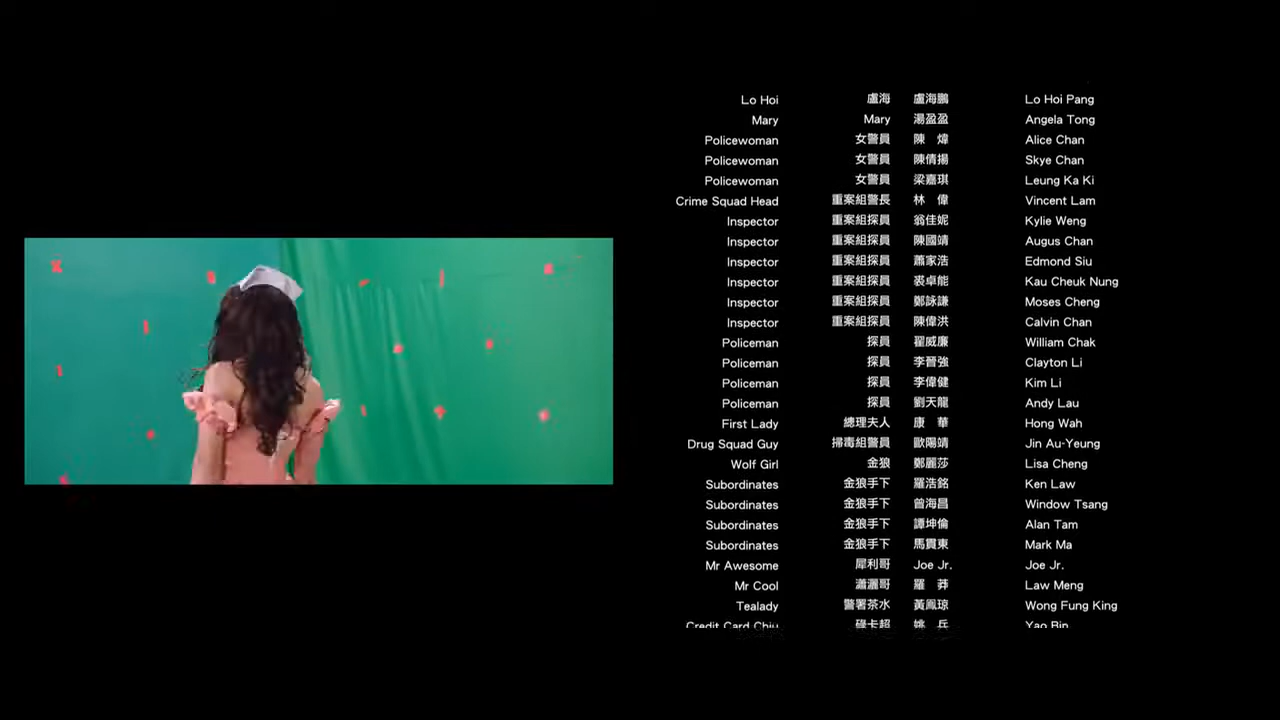 Lo Hoi 盧海 盧海鵬 Lo Hoi Pang
Mary Mary 湯盈盈 Angela Tong
Policewoman 女警員 陳 煒 Alice Chan
Policewoman 女警員 陳倩揚 Skye Chan
Policewoman 女警員 梁嘉琪 Leung Ka Ki
Crime Squad Head 重案組警長 林 偉 Vincent Lam
Inspector 重案組探員 翁佳妮 Kylie Weng
Inspector 重案組探員 陳國靖 Augus Chan
Inspector 重案組探員 蕭家浩 Edmond Siu
Inspector 重案組探員 裘卓能 Kau Cheuk Nung
Inspector 重案組探員 鄭詠謙 Moses Cheng
Inspector 重案組探員 陳偉洪 Calvin Chan
Policeman 探員 翟威廉 William Chak
Policeman 探員 李晉強 Clayton Li
Policeman 探員 李偉健 Kim Li
Policeman 探員 劉天龍 Andy Lau
First Lady 總理夫人 康 華 Hong Wah
Drug Squad Guy 掃毒組警員 歐陽靖 Jin Au-Yeung
Wolf Girl 金狼 鄭麗莎 Lisa Cheng
Subordinates 金狼手下 羅浩銘 Ken Law
Subordinates 金狼手下 曾海昌 Window Tsang
Subordinates 金狼手下 譚坤倫 Alan Tam
Subordinates 金狼手下 馬貫東 Mark Ma
Mr Awesome 犀利哥 Joe Jr. Joe Jr.
Mr Cool 瀟灑哥 羅 莽 Law Meng
Tealady 警署茶水 黃鳳琼 Wong Fung King
Credit Card Chiu 碌卡超 姚 兵 Yao Bin